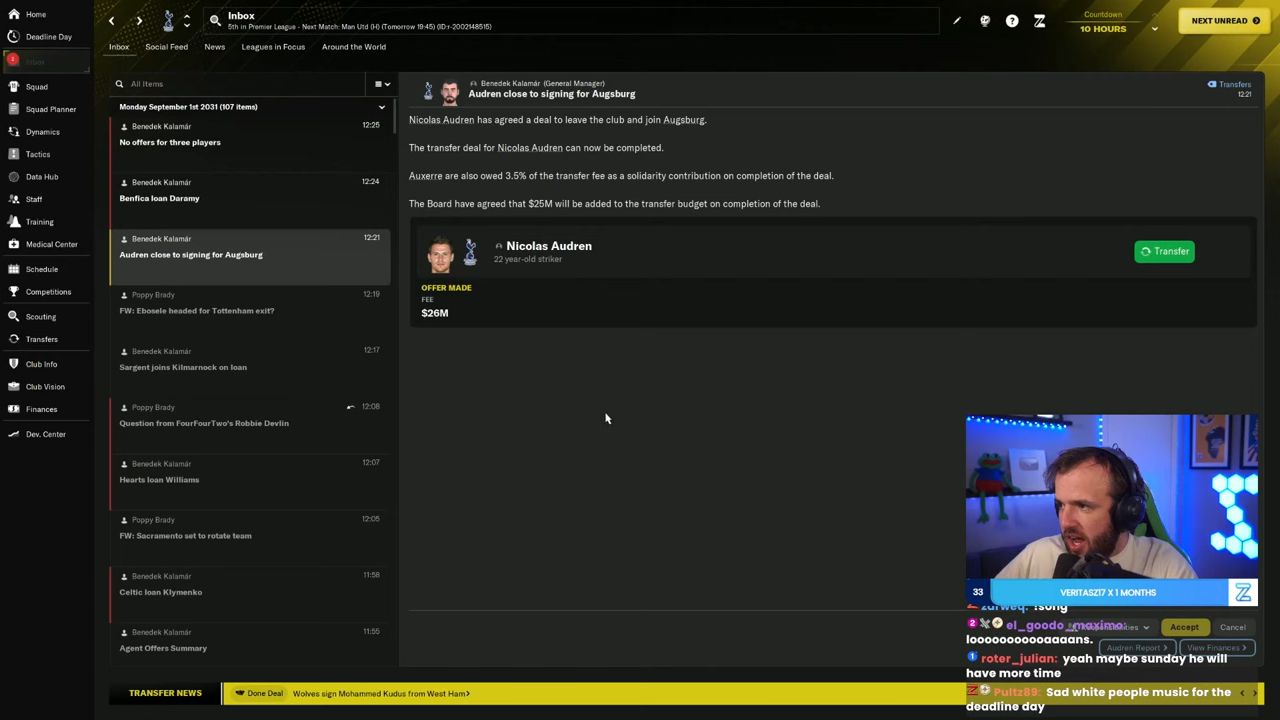 Home
Deadline Day
Inbox
Squad
Squad Planner
Dynamics
Tactics
Data Hub
Staff
Training
Medical Center
Schedule
Competitions
Scouting
Transfers
Club Info
Club Vision
Finances
Dev. Center
Inbox
5th in Premier League - Next Match: Man Utd (H) (Tomorrow 19:45) (ID:r-2002148515)
Countdown
10 HOURS
NEXT UNREAD
Inbox
Social Feed
News
Leagues in Focus
Around the World
All Items
Monday September 1st 2031 (107 items)
Benedek Kalamár 12:25
No offers for three players
Benedek Kalamár 12:24
Benfica loan Daramy
Benedek Kalamár 12:21
Audren close to signing for Augsburg
Poppy Brady 12:19
FW: Ebosele headed for Tottenham exit?
Benedek Kalamár 12:17
Sargent joins Kilmarnock on loan
Poppy Brady 12:08
Question from FourFourTwo's Robbie Devlin
Benedek Kalamár 12:07
Hearts loan Williams
Poppy Brady 12:05
FW: Sacramento set to rotate team
Benedek Kalamár 11:58
Celtic loan Klymenko
Benedek Kalamár 11:55
Agent Offers Summary
Benedek Kalamár (General Manager)
Audren close to signing for Augsburg
Transfers
12:21
Nicolas Audren has agreed a deal to leave the club and join Augsburg.
The transfer deal for Nicolas Audren can now be completed.
Auxerre are also owed 3.5% of the transfer fee as a solidarity contribution on completion of the deal.
The Board have agreed that $25M will be added to the transfer budget on completion of the deal.
Nicolas Audren
22 year-old striker
Transfer
OFFER MADE
FEE
$26M
33 VERITASZ17 X 1 MONTHS
zarweq: !song
el_goodo_maximo:
looooooooooaaaans.
Accept
Cancel
Audren Report >
View Finances >
roter_julian: yeah maybe sunday he will
have more time
Pultz89: Sad white people music for the
deadline day
TRANSFER NEWS
Done Deal
Wolves sign Mohammed Kudus from West Ham>